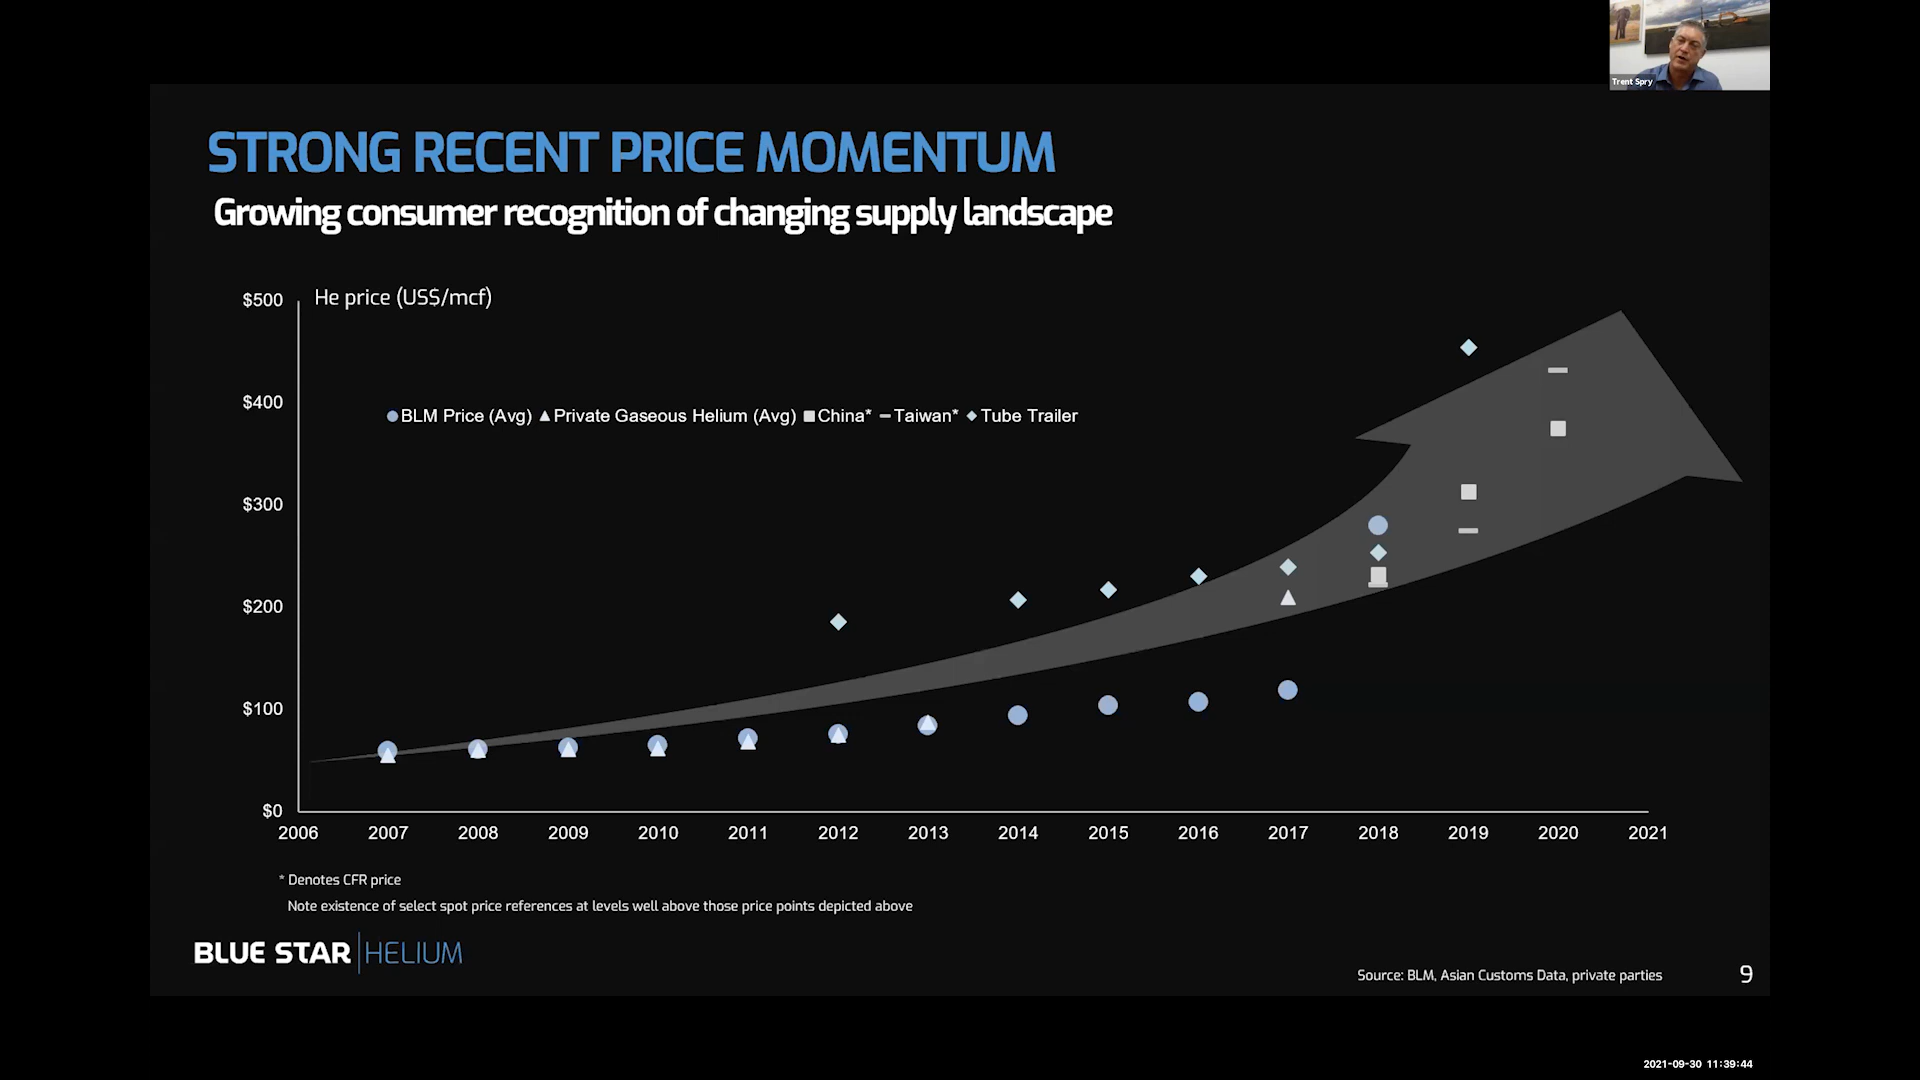 Trent Spry
STRONG RECENT PRICE MOMENTUM
Growing consumer recognition of changing supply landscape
He price (US$/mcf)
$500
$400
$300
$200
$100
$0
BLM Price (Avg) Private Gaseous Helium (Avg) China* Taiwan* Tube Trailer
2006 2007 2008 2009 2010 2011 2012 2013 2014 2015 2016 2017 2018 2019 2020 2021
* Denotes CFR price
Note existence of select spot price references at levels well above those price points depicted above
BLUE STAR HELIUM
Source: BLM, Asian Customs Data, private parties
9
2021-09-30 11:39:44